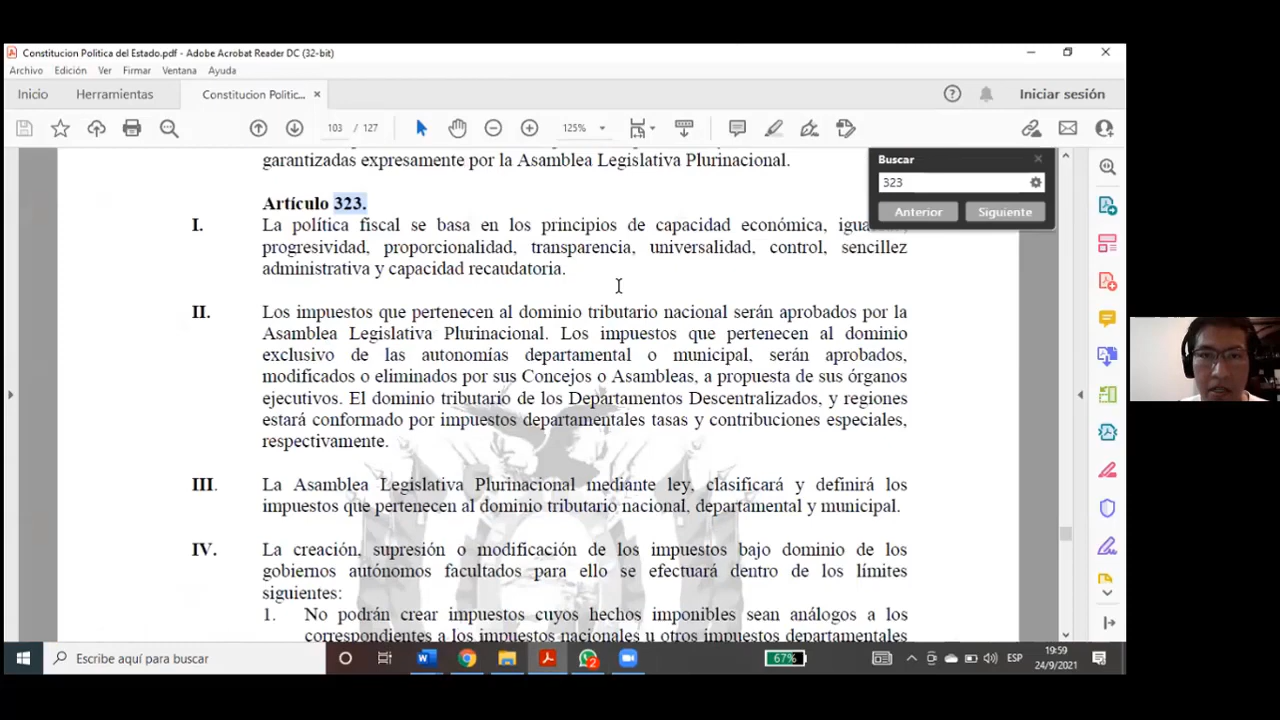 Constitucion Politica del Estado.pdf - Adobe Acrobat Reader DC (32-bit)
Archivo Edición Ver Firmar Ventana Ayuda
Inicio Herramientas Constitucion Politic... Iniciar sesión
103 / 127 125%
garantizadas expresamente por la Asamblea Legislativa Plurinacional.
Buscar
323
Anterior Siguiente
Artículo 323.
I. La política fiscal se basa en los principios de capacidad económica,
progresividad, proporcionalidad, transparencia, universalidad, control, sencillez
administrativa y capacidad recaudatoria.
II. Los impuestos que pertenecen al dominio tributario nacional serán aprobados por la
Asamblea Legislativa Plurinacional. Los impuestos que pertenecen al dominio
exclusivo de las autonomías departamental o municipal, serán aprobados,
modificados o eliminados por sus Concejos o Asambleas, a propuesta de sus órganos
ejecutivos. El dominio tributario de los Departamentos Descentralizados, y regiones
estará conformado por impuestos departamentales tasas y contribuciones especiales,
respectivamente.
III. La Asamblea Legislativa Plurinacional mediante ley, clasificará y definirá los
impuestos que pertenecen al dominio tributario nacional, departamental y municipal.
IV. La creación, supresión o modificación de los impuestos bajo dominio de los
gobiernos autónomos facultados para ello se efectuará dentro de los límites
siguientes:
1. No podrán crear impuestos cuyos hechos imponibles sean análogos a los
correspondientes a los impuestos nacionales u otros impuestos departamentales
Escribe aquí para buscar
2
67%
ESP
19:59
24/9/2021